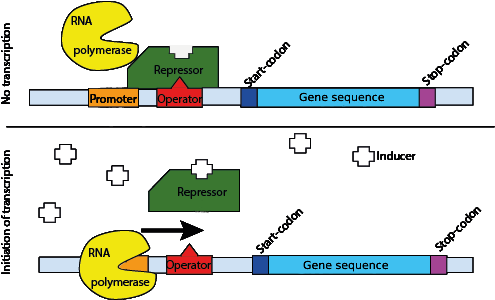 No transcription
RNA
polymerase
Repressor
Promoter
Operator
Start-codon
Gene sequence
Stop-codon
Initiation of transcription
Inducer
Repressor
RNA
polymerase
Operator
Start-codon
Gene sequence
Stop-codon